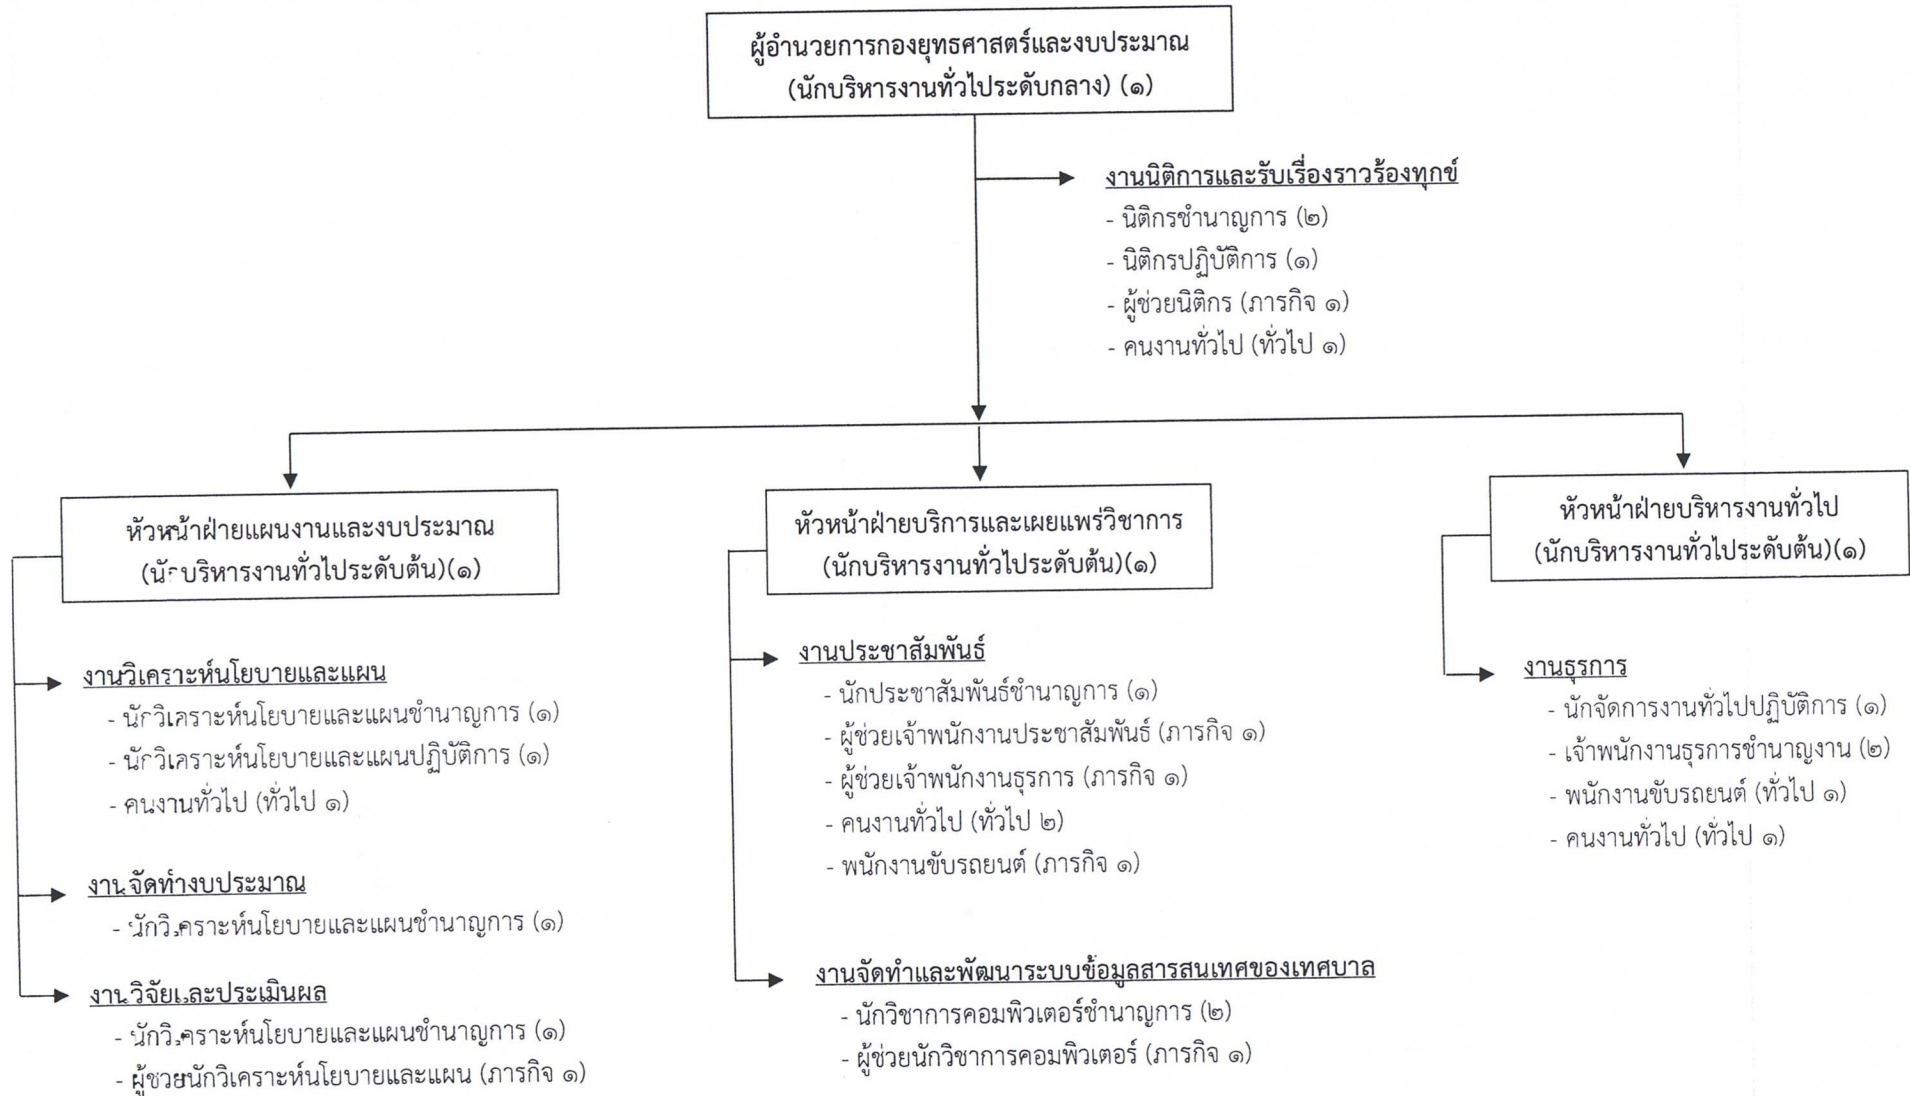 ผู้อำนวยการกองยุทธศาสตร์และงบประมาณ
(นักบริหารงานทั่วไประดับกลาง) (๑)
งานนิติการและรับเรื่องราวร้องทุกข์
- นิติกรชำนาญการ (๒)
- นิติกรปฏิบัติการ (๑)
- ผู้ช่วยนิติกร (ภารกิจ ๑)
- คนงานทั่วไป (ทั่วไป ๑)
หัวหน้าฝ่ายแผนงานและงบประมาณ
(นักบริหารงานทั่วไประดับต้น)(๑)
งานวิเคราะห์นโยบายและแผน
- นักวิเคราะห์นโยบายและแผนชำนาญการ (๑)
- นักวิเคราะห์นโยบายและแผนปฏิบัติการ (๑)
- คนงานทั่วไป (ทั่วไป ๑)
งานจัดทำงบประมาณ
- นักวิเคราะห์นโยบายและแผนชำนาญการ (๑)
งานวิจัยและประเมินผล
- นักวิเคราะห์นโยบายและแผนชำนาญการ (๑)
- ผู้ช่วยนักวิเคราะห์นโยบายและแผน (ภารกิจ ๑)
หัวหน้าฝ่ายบริการและเผยแพร่วิชาการ
(นักบริหารงานทั่วไประดับต้น)(๑)
งานประชาสัมพันธ์
- นักประชาสัมพันธ์ชำนาญการ (๑)
- ผู้ช่วยเจ้าพนักงานประชาสัมพันธ์ (ภารกิจ ๑)
- ผู้ช่วยเจ้าพนักงานธุรการ (ภารกิจ ๑)
- คนงานทั่วไป (ทั่วไป ๒)
- พนักงานขับรถยนต์ (ภารกิจ ๑)
งานจัดทำและพัฒนาระบบข้อมูลสารสนเทศของเทศบาล
- นักวิชาการคอมพิวเตอร์ชำนาญการ (๒)
- ผู้ช่วยนักวิชาการคอมพิวเตอร์ (ภารกิจ ๑)
หัวหน้าฝ่ายบริหารงานทั่วไป
(นักบริหารงานทั่วไประดับต้น)(๑)
งานธุรการ
- นักจัดการงานทั่วไปปฏิบัติการ (๑)
- เจ้าพนักงานธุรการชำนาญงาน (๒)
- พนักงานขับรถยนต์ (ทั่วไป ๑)
- คนงานทั่วไป (ทั่วไป ๑)